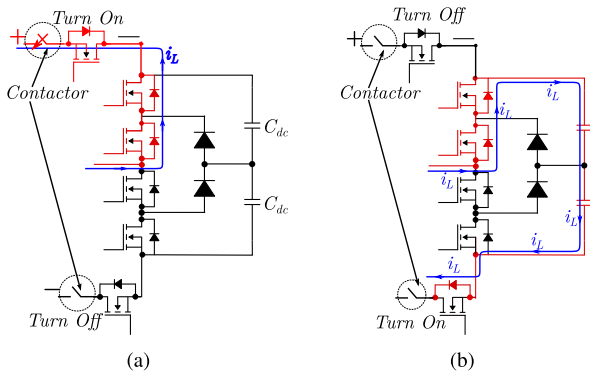 Turn On
+
—
i_L
Contactor
C_dc
C_dc
—
Turn Off
(a)
Turn Off
+
—
i_L
i_L
Contactor
i_L
i_L
i_L
i_L
—
Turn On
(b)